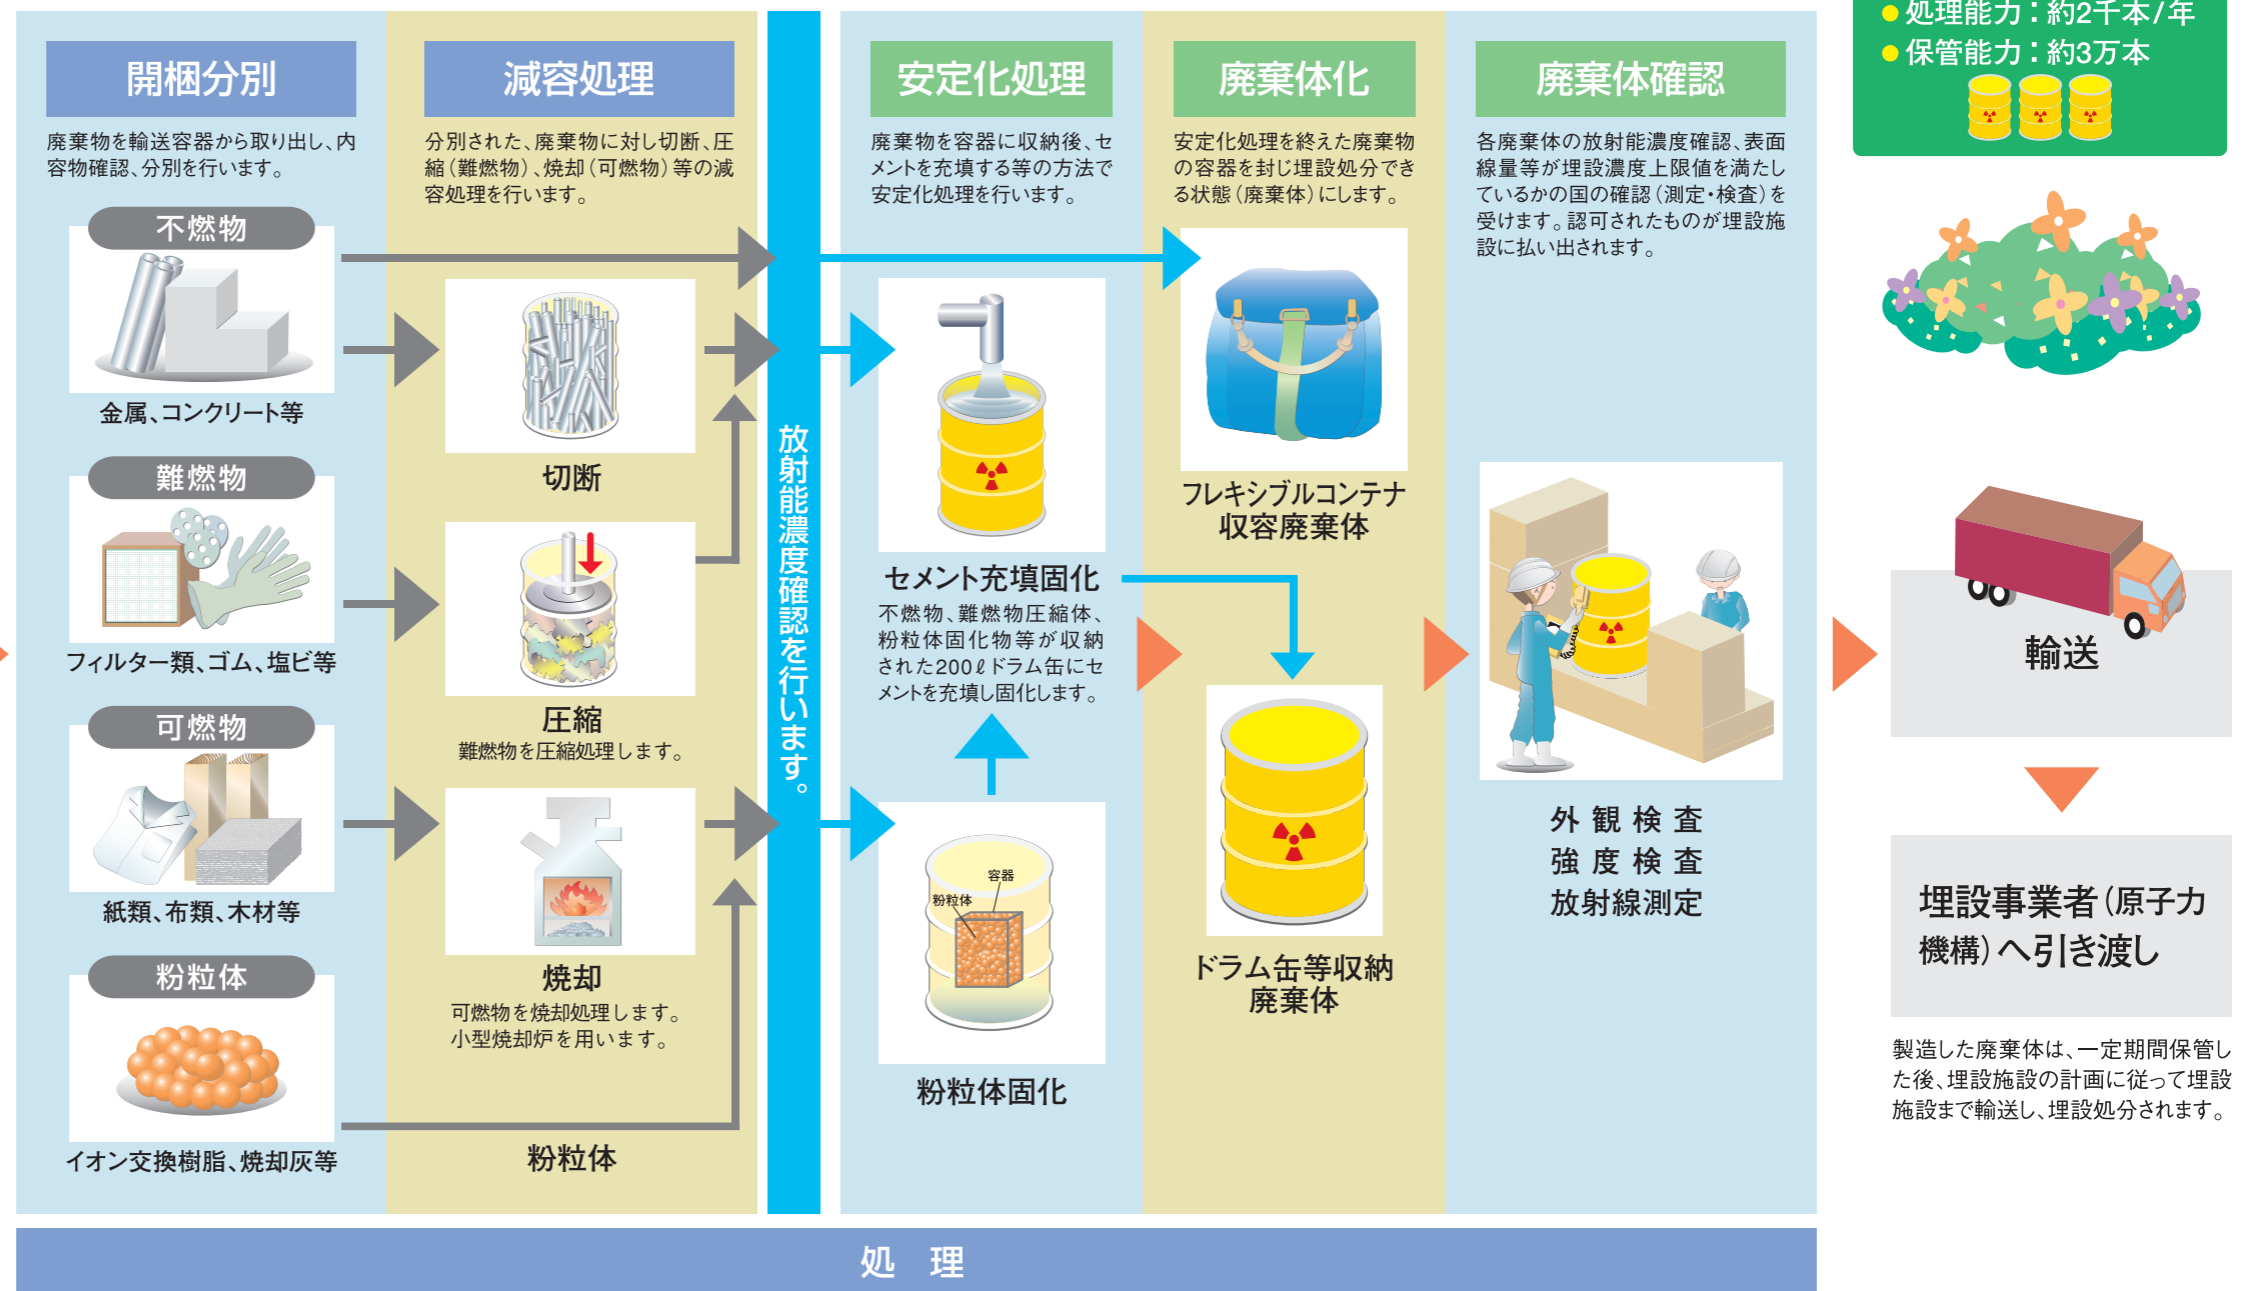 開梱分別
廃棄物を輸送容器から取り出し、内
容物確認、分別を行います。
不燃物
金属、コンクリート等
難燃物
フィルター類、ゴム、塩ビ等
可燃物
紙類、布類、木材等
粉粒体
イオン交換樹脂、焼却灰等
減容処理
分別された、廃棄物に対し切断、圧
縮（難燃物）、焼却（可燃物）等の減
容処理を行います。
切断
圧縮
難燃物を圧縮処理します。
焼却
可燃物を焼却処理します。
小型焼却炉を用います。
粉粒体
放射能濃度確認を行います。
安定化処理
廃棄物を容器に収納後、セ
メントを充填する等の方法で
安定化処理を行います。
セメント充填固化
不燃物、難燃物圧縮体、
粉粒体固化物等が収納
された200ℓドラム缶にセ
メントを充填し固化します。
容器
粉粒体
粉粒体固化
廃棄体化
安定化処理を終えた廃棄物
の容器を封じ埋設処分でき
る状態（廃棄体）にします。
フレキシブルコンテナ
収容廃棄体
ドラム缶等収納
廃棄体
廃棄体確認
各廃棄体の放射能濃度確認、表面
線量等が埋設濃度上限値を満たし
ているかの国の確認（測定・検査）を
受けます。認可されたものが埋設施
設に払い出されます。
外観検査
強度検査
放射線測定
処理
●処理能力：約2千本/年
●保管能力：約3万本
輸送
埋設事業者（原子力
機構）へ引き渡し
製造した廃棄体は、一定期間保管し
た後、埋設施設の計画に従って埋設
施設まで輸送し、埋設処分されます。